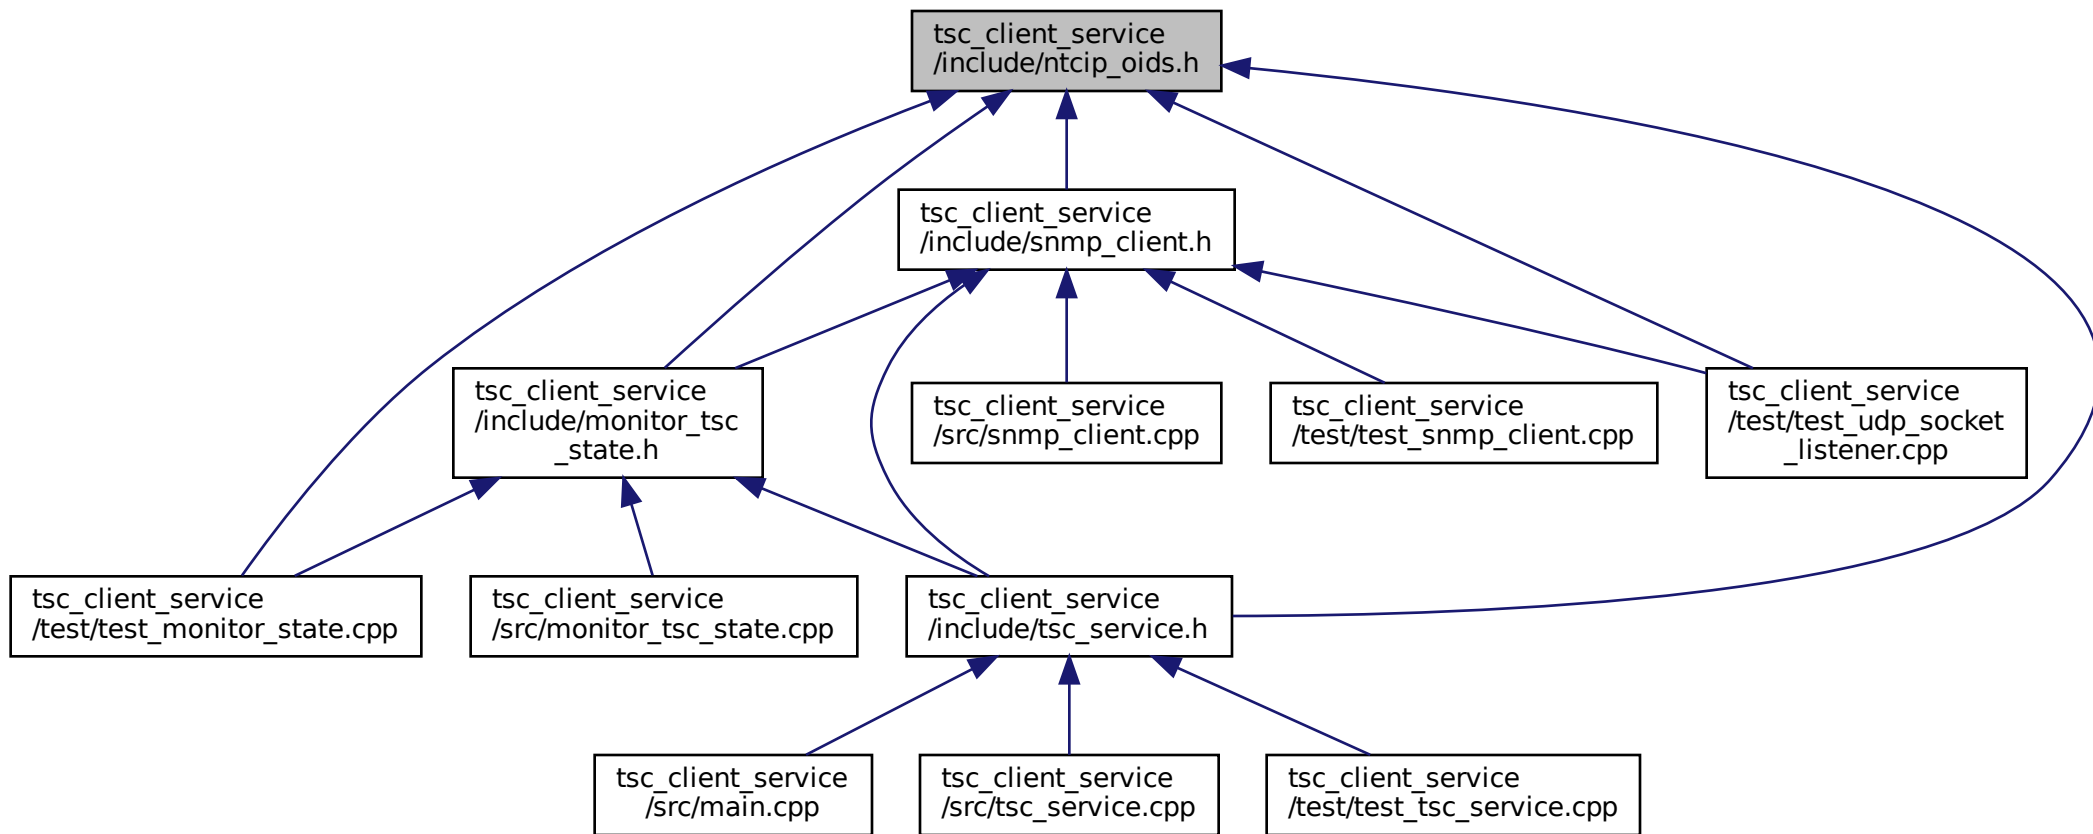 tsc_client_service
/include/ntcip_oids.h
tsc_client_service
/include/snmp_client.h
tsc_client_service
/include/monitor_tsc
_state.h
tsc_client_service
/src/snmp_client.cpp
tsc_client_service
/test/test_snmp_client.cpp
tsc_client_service
/test/test_udp_socket
_listener.cpp
tsc_client_service
/test/test_monitor_state.cpp
tsc_client_service
/src/monitor_tsc_state.cpp
tsc_client_service
/include/tsc_service.h
tsc_client_service
/src/main.cpp
tsc_client_service
/src/tsc_service.cpp
tsc_client_service
/test/test_tsc_service.cpp